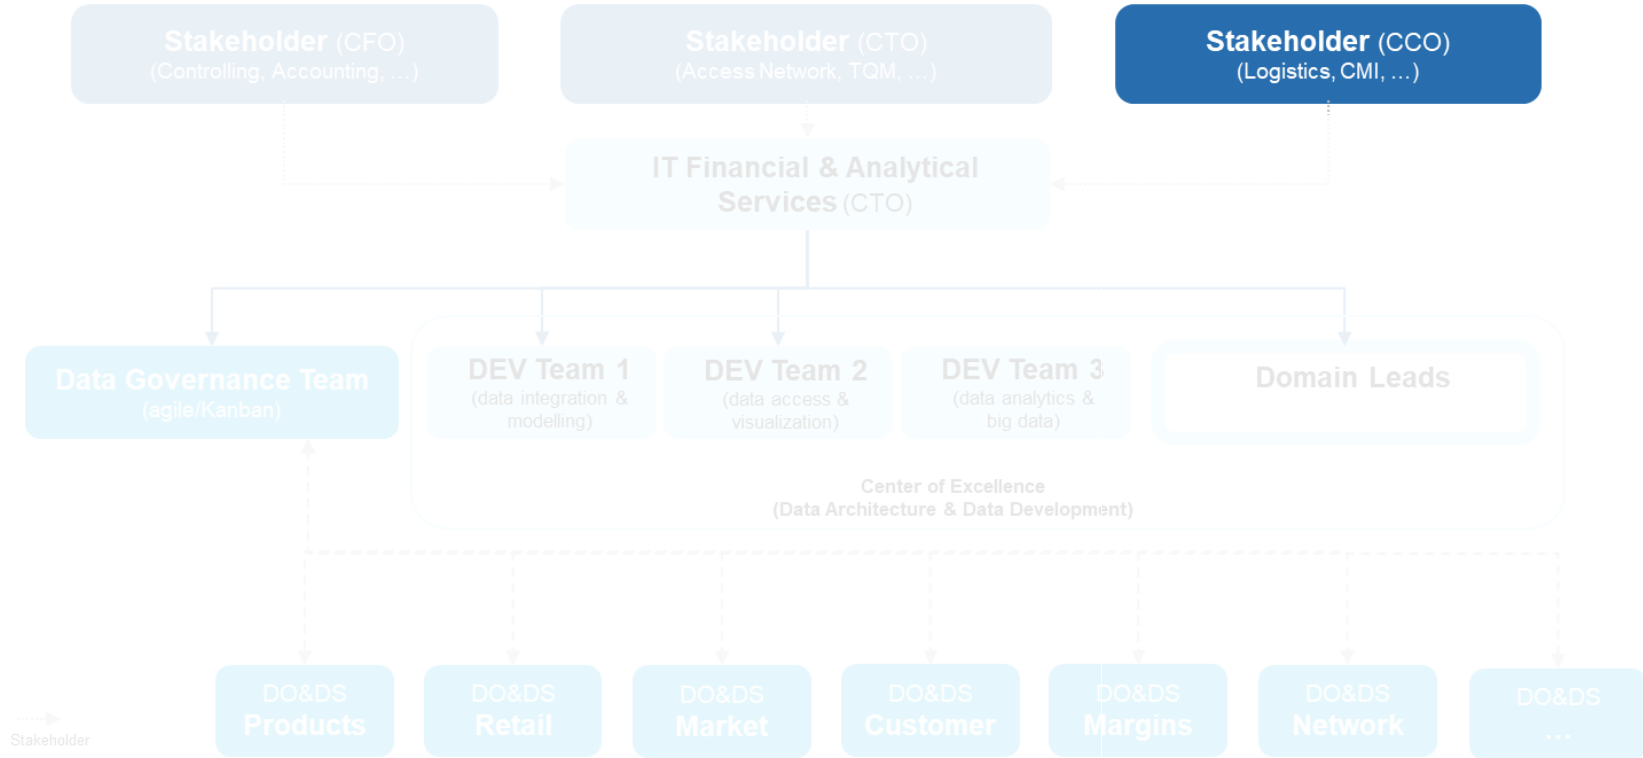 Stakeholder (CFO)
(Controlling, Accounting, …)
Stakeholder (CTO)
(Access Network, TQM, …)
Stakeholder (CCO)
(Logistics, CMI, …)
IT Financial & Analytical
Services (CTO)
Data Governance Team
(agile/Kanban)
DEV Team 1
(data integration &
modelling)
DEV Team 2
(data access &
visualization)
DEV Team 3
(data analytics &
big data)
Domain Leads
Center of Excellence
(Data Architecture & Data Development)
DO&DS
Products
DO&DS
Retail
DO&DS
Market
DO&DS
Customer
DO&DS
Margins
DO&DS
Network
DO&DS
…
Stakeholder